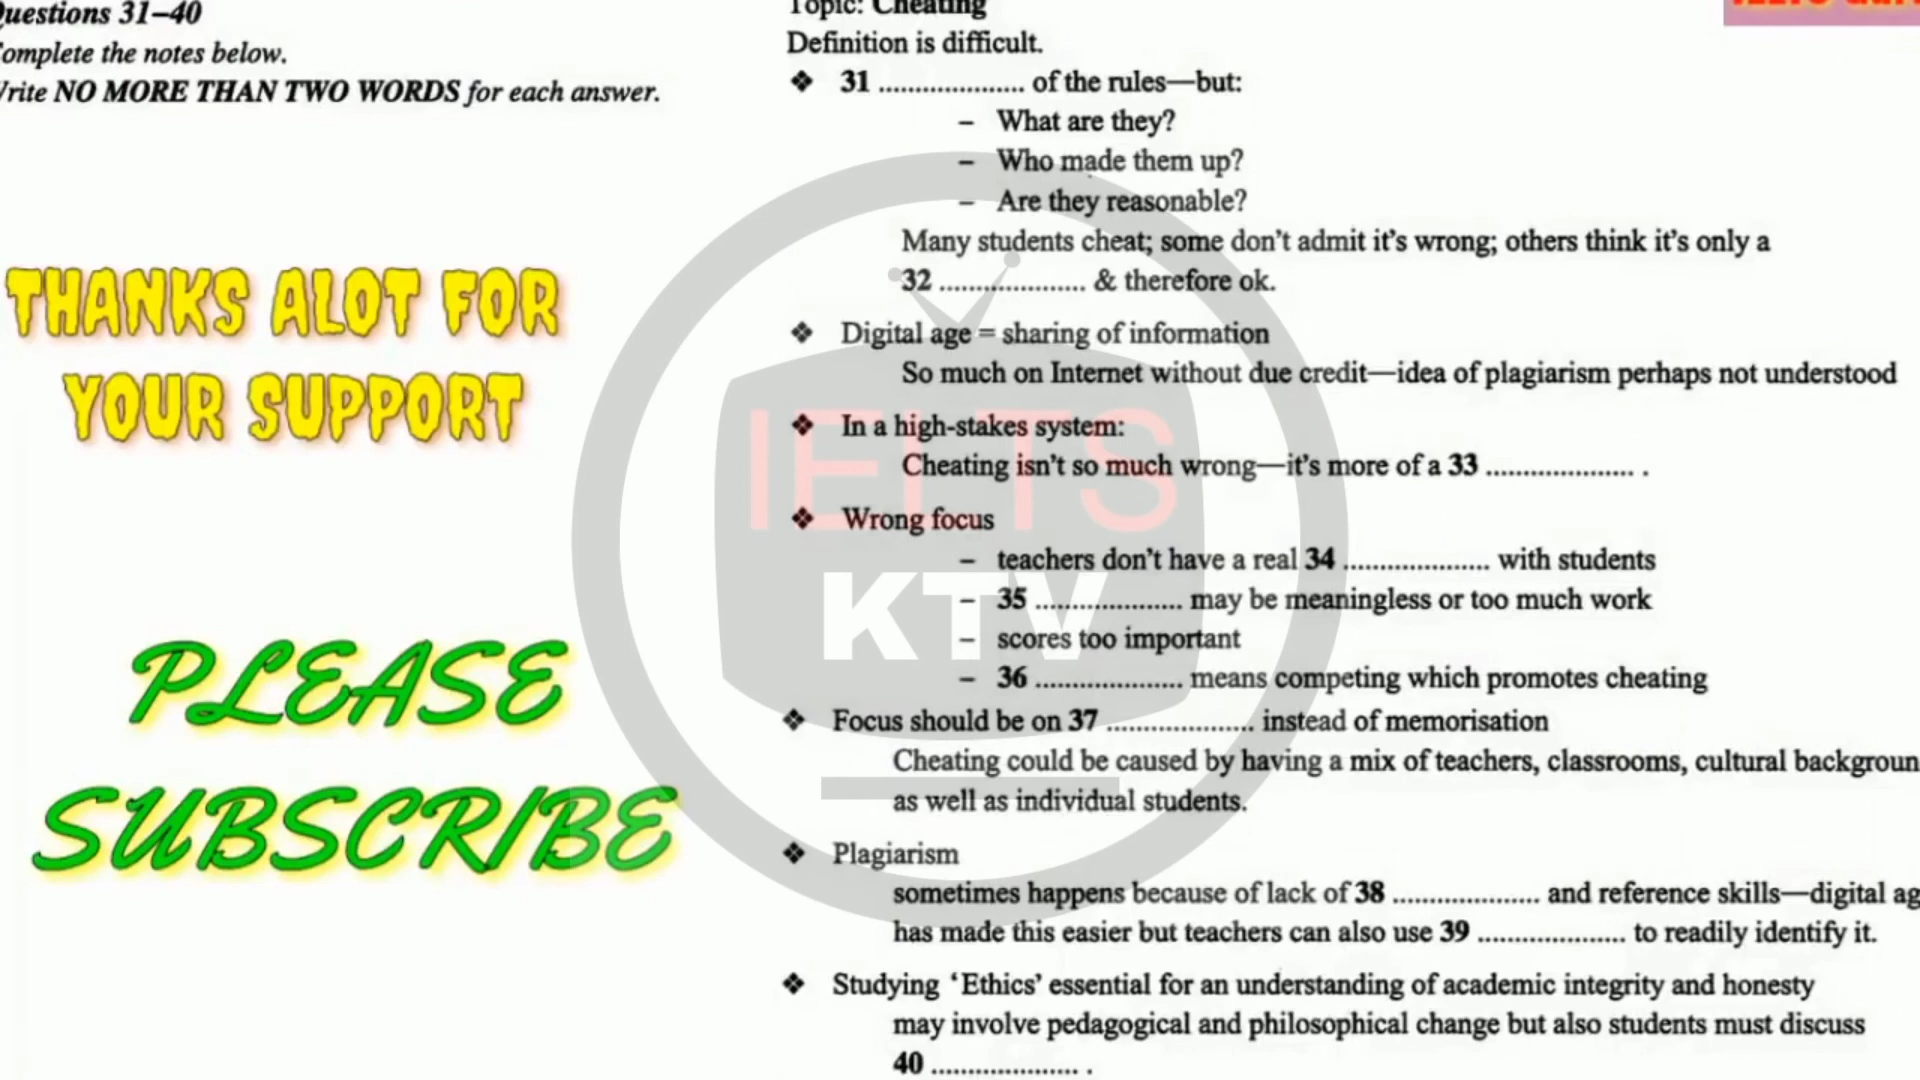 Questions 31–40
Complete the notes below.
Write NO MORE THAN TWO WORDS for each answer.
THANKS ALOT FOR
YOUR SUPPORT
PLEASE
SUBSCRIBE
Topic: Cheating
Definition is difficult.
❖ 31 ..................... of the rules—but:
– What are they?
– Who made them up?
– Are they reasonable?
Many students cheat; some don't admit it's wrong; others think it's only a
32 ..................... & therefore ok.
❖ Digital age = sharing of information
So much on Internet without due credit—idea of plagiarism perhaps not understood
❖ In a high-stakes system:
Cheating isn't so much wrong—it's more of a 33 ..................... .
❖ Wrong focus
– teachers don't have a real 34 ..................... with students
– 35 ..................... may be meaningless or too much work
– scores too important
– 36 ..................... means competing which promotes cheating
❖ Focus should be on 37 ..................... instead of memorisation
Cheating could be caused by having a mix of teachers, classrooms, cultural backgroun
as well as individual students.
❖ Plagiarism
sometimes happens because of lack of 38 ..................... and reference skills—digital ag
has made this easier but teachers can also use 39 ..................... to readily identify it.
❖ Studying 'Ethics' essential for an understanding of academic integrity and honesty
may involve pedagogical and philosophical change but also students must discuss
40 ..................... .
IELTS
KTV